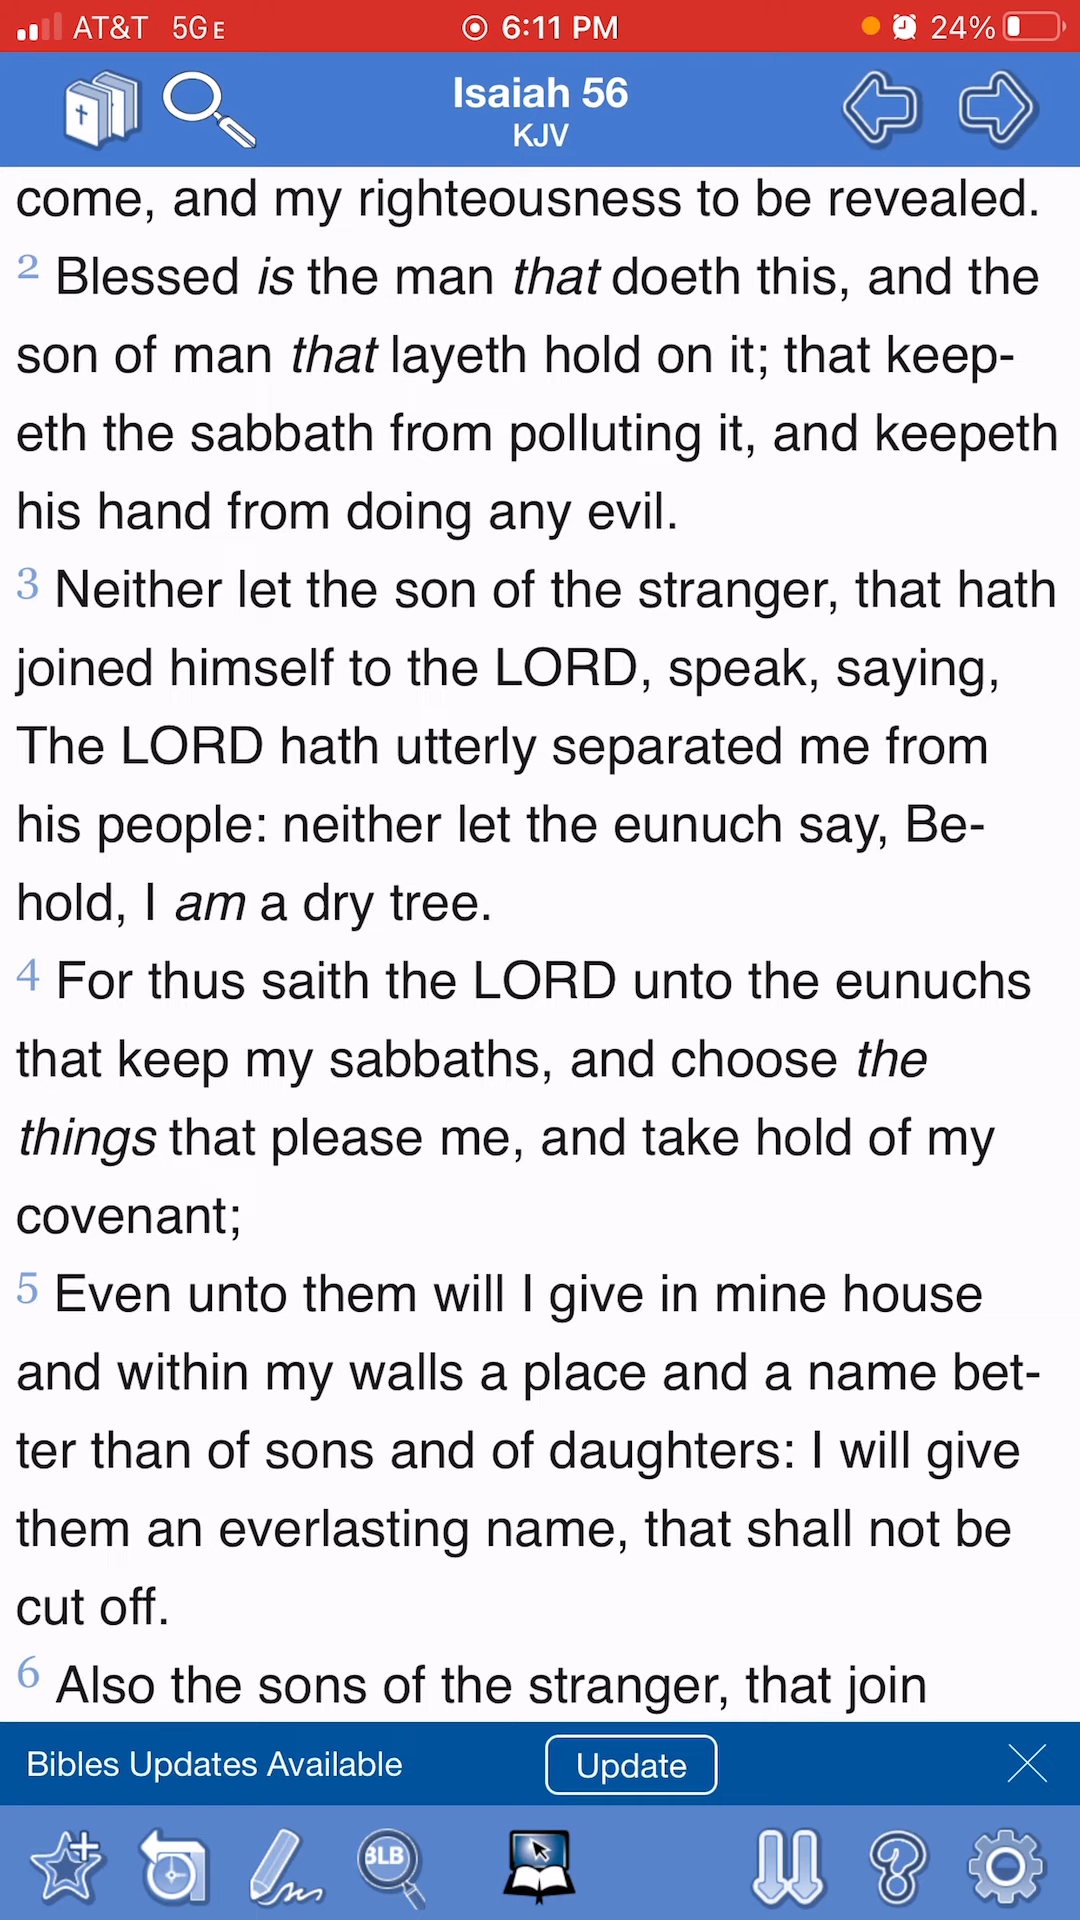 AT&T 5GE 6:11 PM 24%
Isaiah 56
KJV
come, and my righteousness to be revealed.
2 Blessed is the man that doeth this, and the
son of man that layeth hold on it; that keep-
eth the sabbath from polluting it, and keepeth
his hand from doing any evil.
3 Neither let the son of the stranger, that hath
joined himself to the LORD, speak, saying,
The LORD hath utterly separated me from
his people: neither let the eunuch say, Be-
hold, I am a dry tree.
4 For thus saith the LORD unto the eunuchs
that keep my sabbaths, and choose the
things that please me, and take hold of my
covenant;
5 Even unto them will I give in mine house
and within my walls a place and a name bet-
ter than of sons and of daughters: I will give
them an everlasting name, that shall not be
cut off.
6 Also the sons of the stranger, that join
Bibles Updates Available Update
BLB